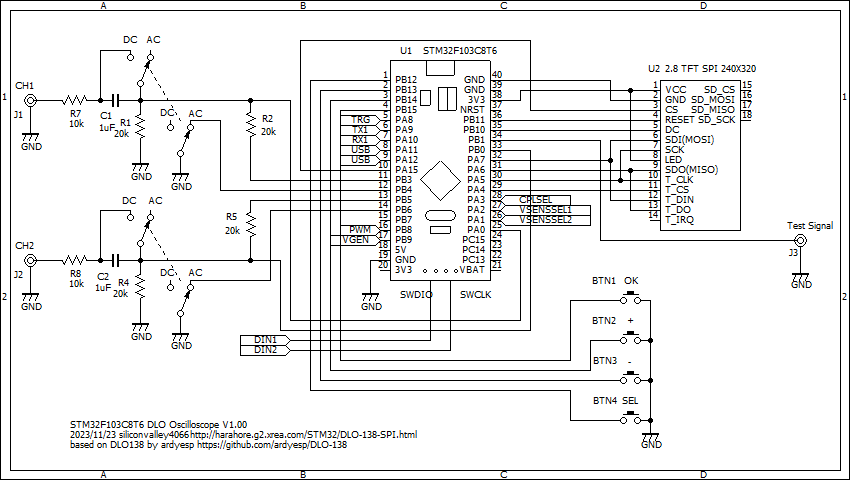 A B C D
DC AC
U1 STM32F103C8T6
U2 2.8 TFT SPI 240X320
CH1
J1
GND
R7
10k
C1
1uF
R1
20k
GND
DC AC
GND
R2
20k
1 PB12 GND 40
2 PB13 GND 39
3 PB14 3V3 38
4 PB15 NRST 37
TRG 5 PA8 PB11 36
TX1 6 PA9 PB10 35
RX1 7 PA10 PB1 34
USB 8 PA11 PB0 33
USB 9 PA12 PA7 32
10 PA15 PA6 31
11 PB3 PA5 30
12 PB4 PA4 29
13 PB5 PA3 28 CPLSEL
14 PB6 PA2 27 VSENSSEL1
15 PB7 PA1 26 VSENSSEL2
PWM 16 PB8 PA0 25
VGEN 17 PB9 PC15 24
18 5V PC14 23
19 GND PC13 22
20 3V3 VBAT 21
SWDIO SWCLK
GND
1 VCC SD_CS 15
2 GND SD_MOSI 16
3 CS SD_MISO 17
4 RESET SD_SCK 18
5 DC
6 SDI(MOSI)
7 SCK
8 LED
9 SDO(MISO)
10 T_CLK
11 T_CS
12 T_DIN
13 T_DO
14 T_IRQ
1 1
DC AC
R5
20k
CH2
J2
GND
R8
10k
C2
1uF
R4
20k
GND
DC AC
GND
Test Signal
J3
GND
2 2
BTN1 OK
BTN2 +
BTN3 -
BTN4 SEL
GND
DIN1
DIN2
STM32F103C8T6 DLO Oscilloscope V1.00
2023/11/23 siliconvalley4066http://harahore.g2.xrea.com/STM32/DLO-138-SPI.html
based on DLO138 by ardyesp https://github.com/ardyesp/DLO-138
A B C D